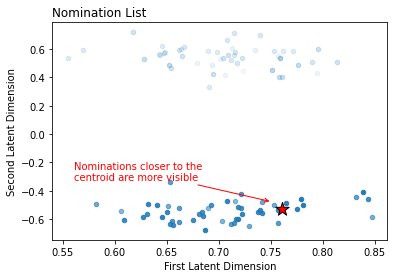 Nomination List
Second Latent Dimension
0.6
0.4
0.2
0.0
−0.2
−0.4
−0.6
Nominations closer to the
centroid are more visible
0.55
0.60
0.65
0.70
0.75
0.80
0.85
First Latent Dimension